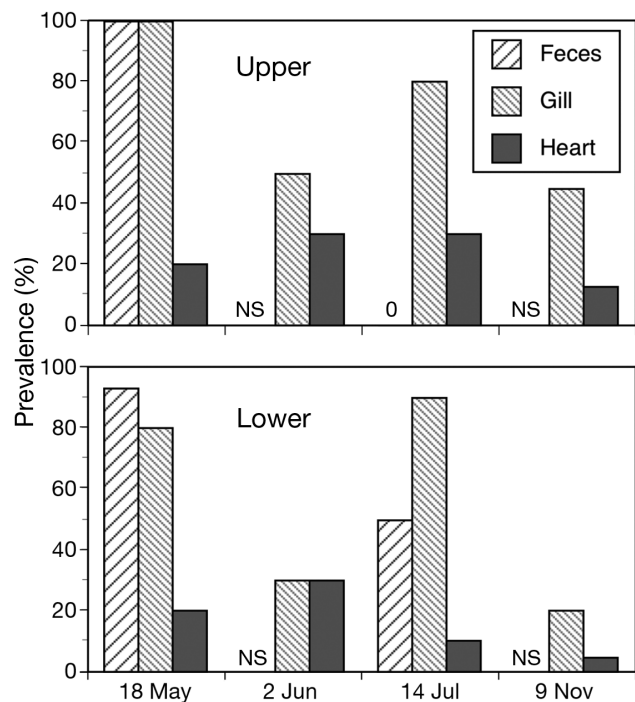 Prevalence (%)
Upper
Feces
Gill
Heart
100
80
60
40
20
0
NS
0
NS
Lower
100
80
60
40
20
0
NS
NS
18 May
2 Jun
14 Jul
9 Nov